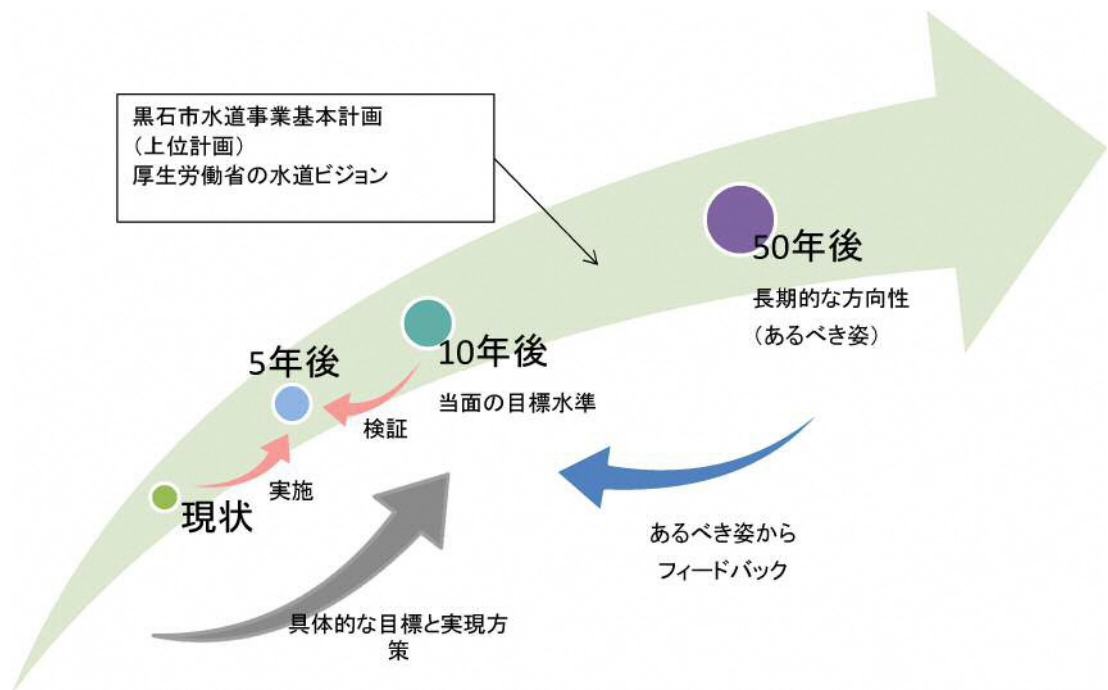 黒石市水道事業基本計画
（上位計画）
厚生労働省の水道ビジョン
50年後
長期的な方向性
（あるべき姿）
5年後
10年後
当面の目標水準
検証
実施
現状
あるべき姿から
フィードバック
具体的な目標と実現方
策